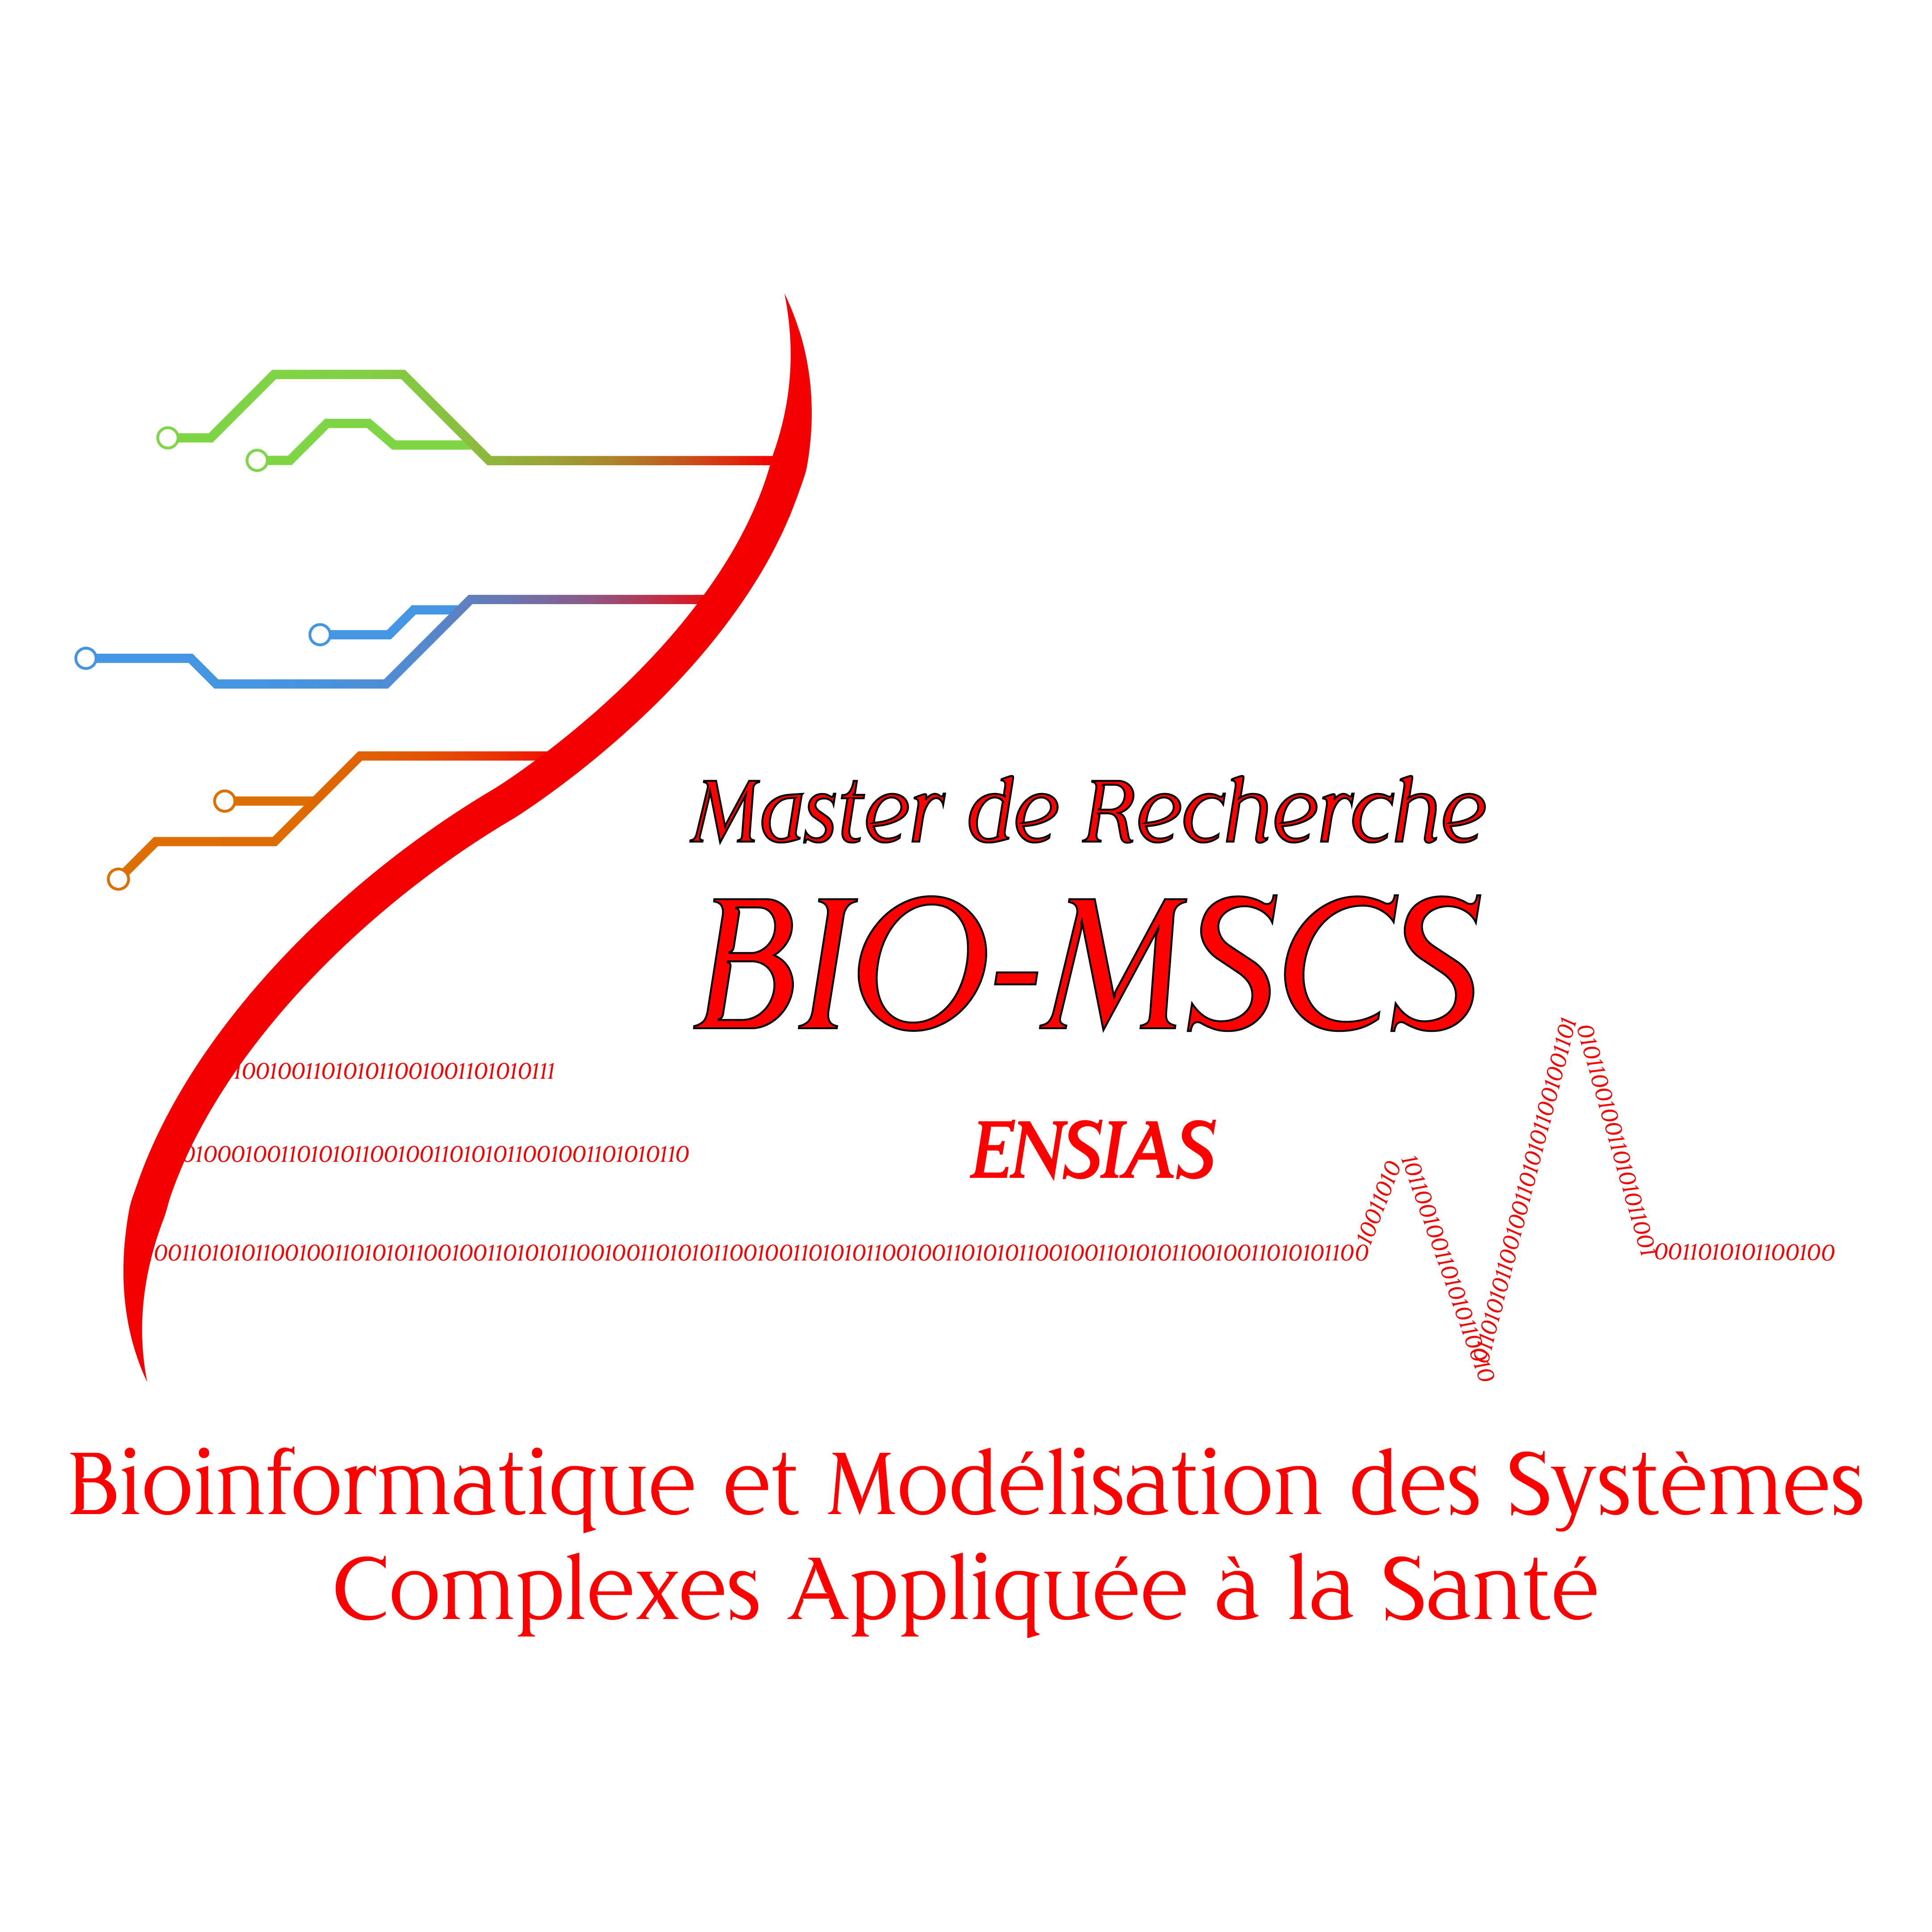 Master de Recherche
BIO-MSCS
ENSIAS
Bioinformatique et Modélisation des Systèmes
Complexes Appliquée à la Santé